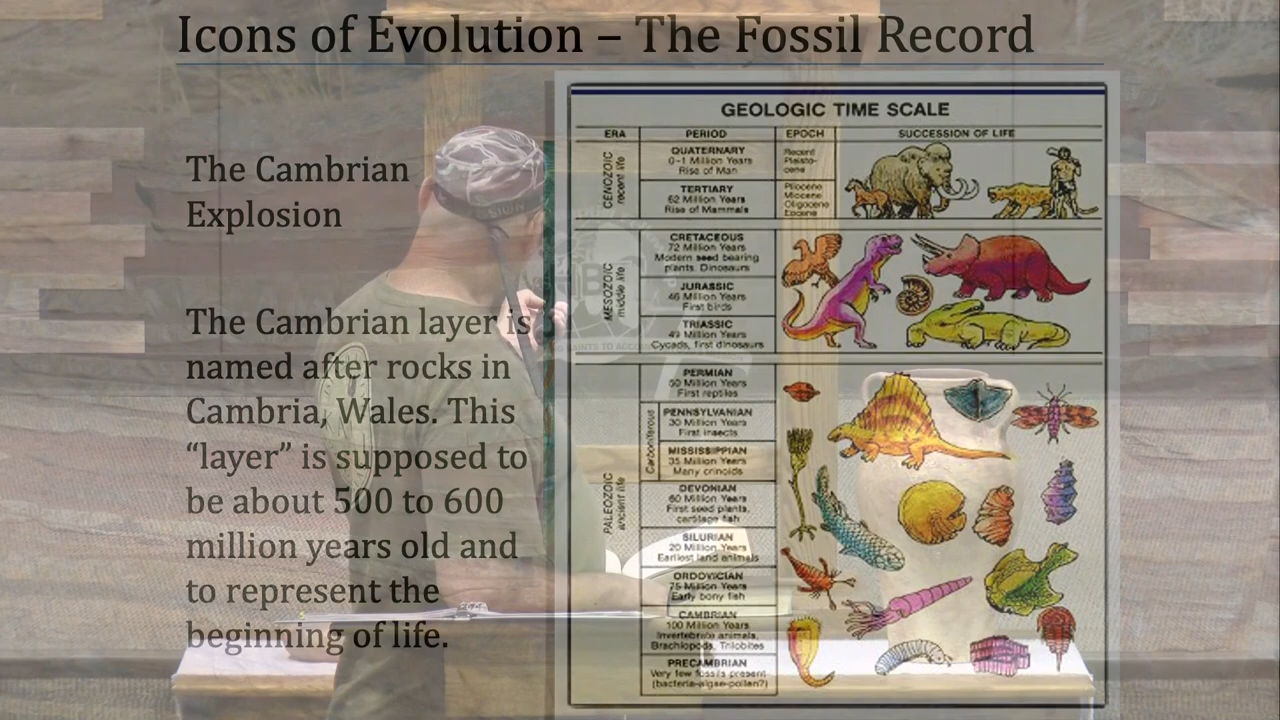 Icons of Evolution – The Fossil Record
The Cambrian
Explosion
The Cambrian layer is
named after rocks in
Cambria, Wales. This
“layer” is supposed to
be about 500 to 600
million years old and
to represent the
beginning of life.
GEOLOGIC TIME SCALE
ERA PERIOD EPOCH SUCCESSION OF LIFE
CENOZOIC
recent life
QUATERNARY
0-1 Million Years
Rise of Man
Recent
Pleisto-
cene
TERTIARY
62 Million Years
Rise of Mammals
Pliocene
Miocene
Oligocene
Eocene
MESOZOIC
middle life
CRETACEOUS
72 Million Years
Modern seed bearing
plants. Dinosaurs
JURASSIC
46 Million Years
First birds
TRIASSIC
49 Million Years
Cycads, first dinosaurs
PALEOZOIC
ancient life
PERMIAN
50 Million Years
First reptiles
Carboniferous
PENNSYLVANIAN
30 Million Years
First insects
MISSISSIPPIAN
35 Million Years
Many crinoids
DEVONIAN
60 Million Years
First seed plants,
cartilage fish
SILURIAN
20 Million Years
Earliest land animals
ORDOVICIAN
75 Million Years
Early bony fish
CAMBRIAN
100 Million Years
Invertebrate animals,
Brachiopods, Trilobites
PRECAMBRIAN
Very few fossils present
(bacteria-algae-pollen?)